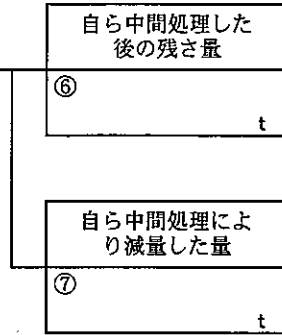 自ら中間処理した
後の残さ量
⑥
t
自ら中間処理によ
り減量した量
⑦
t